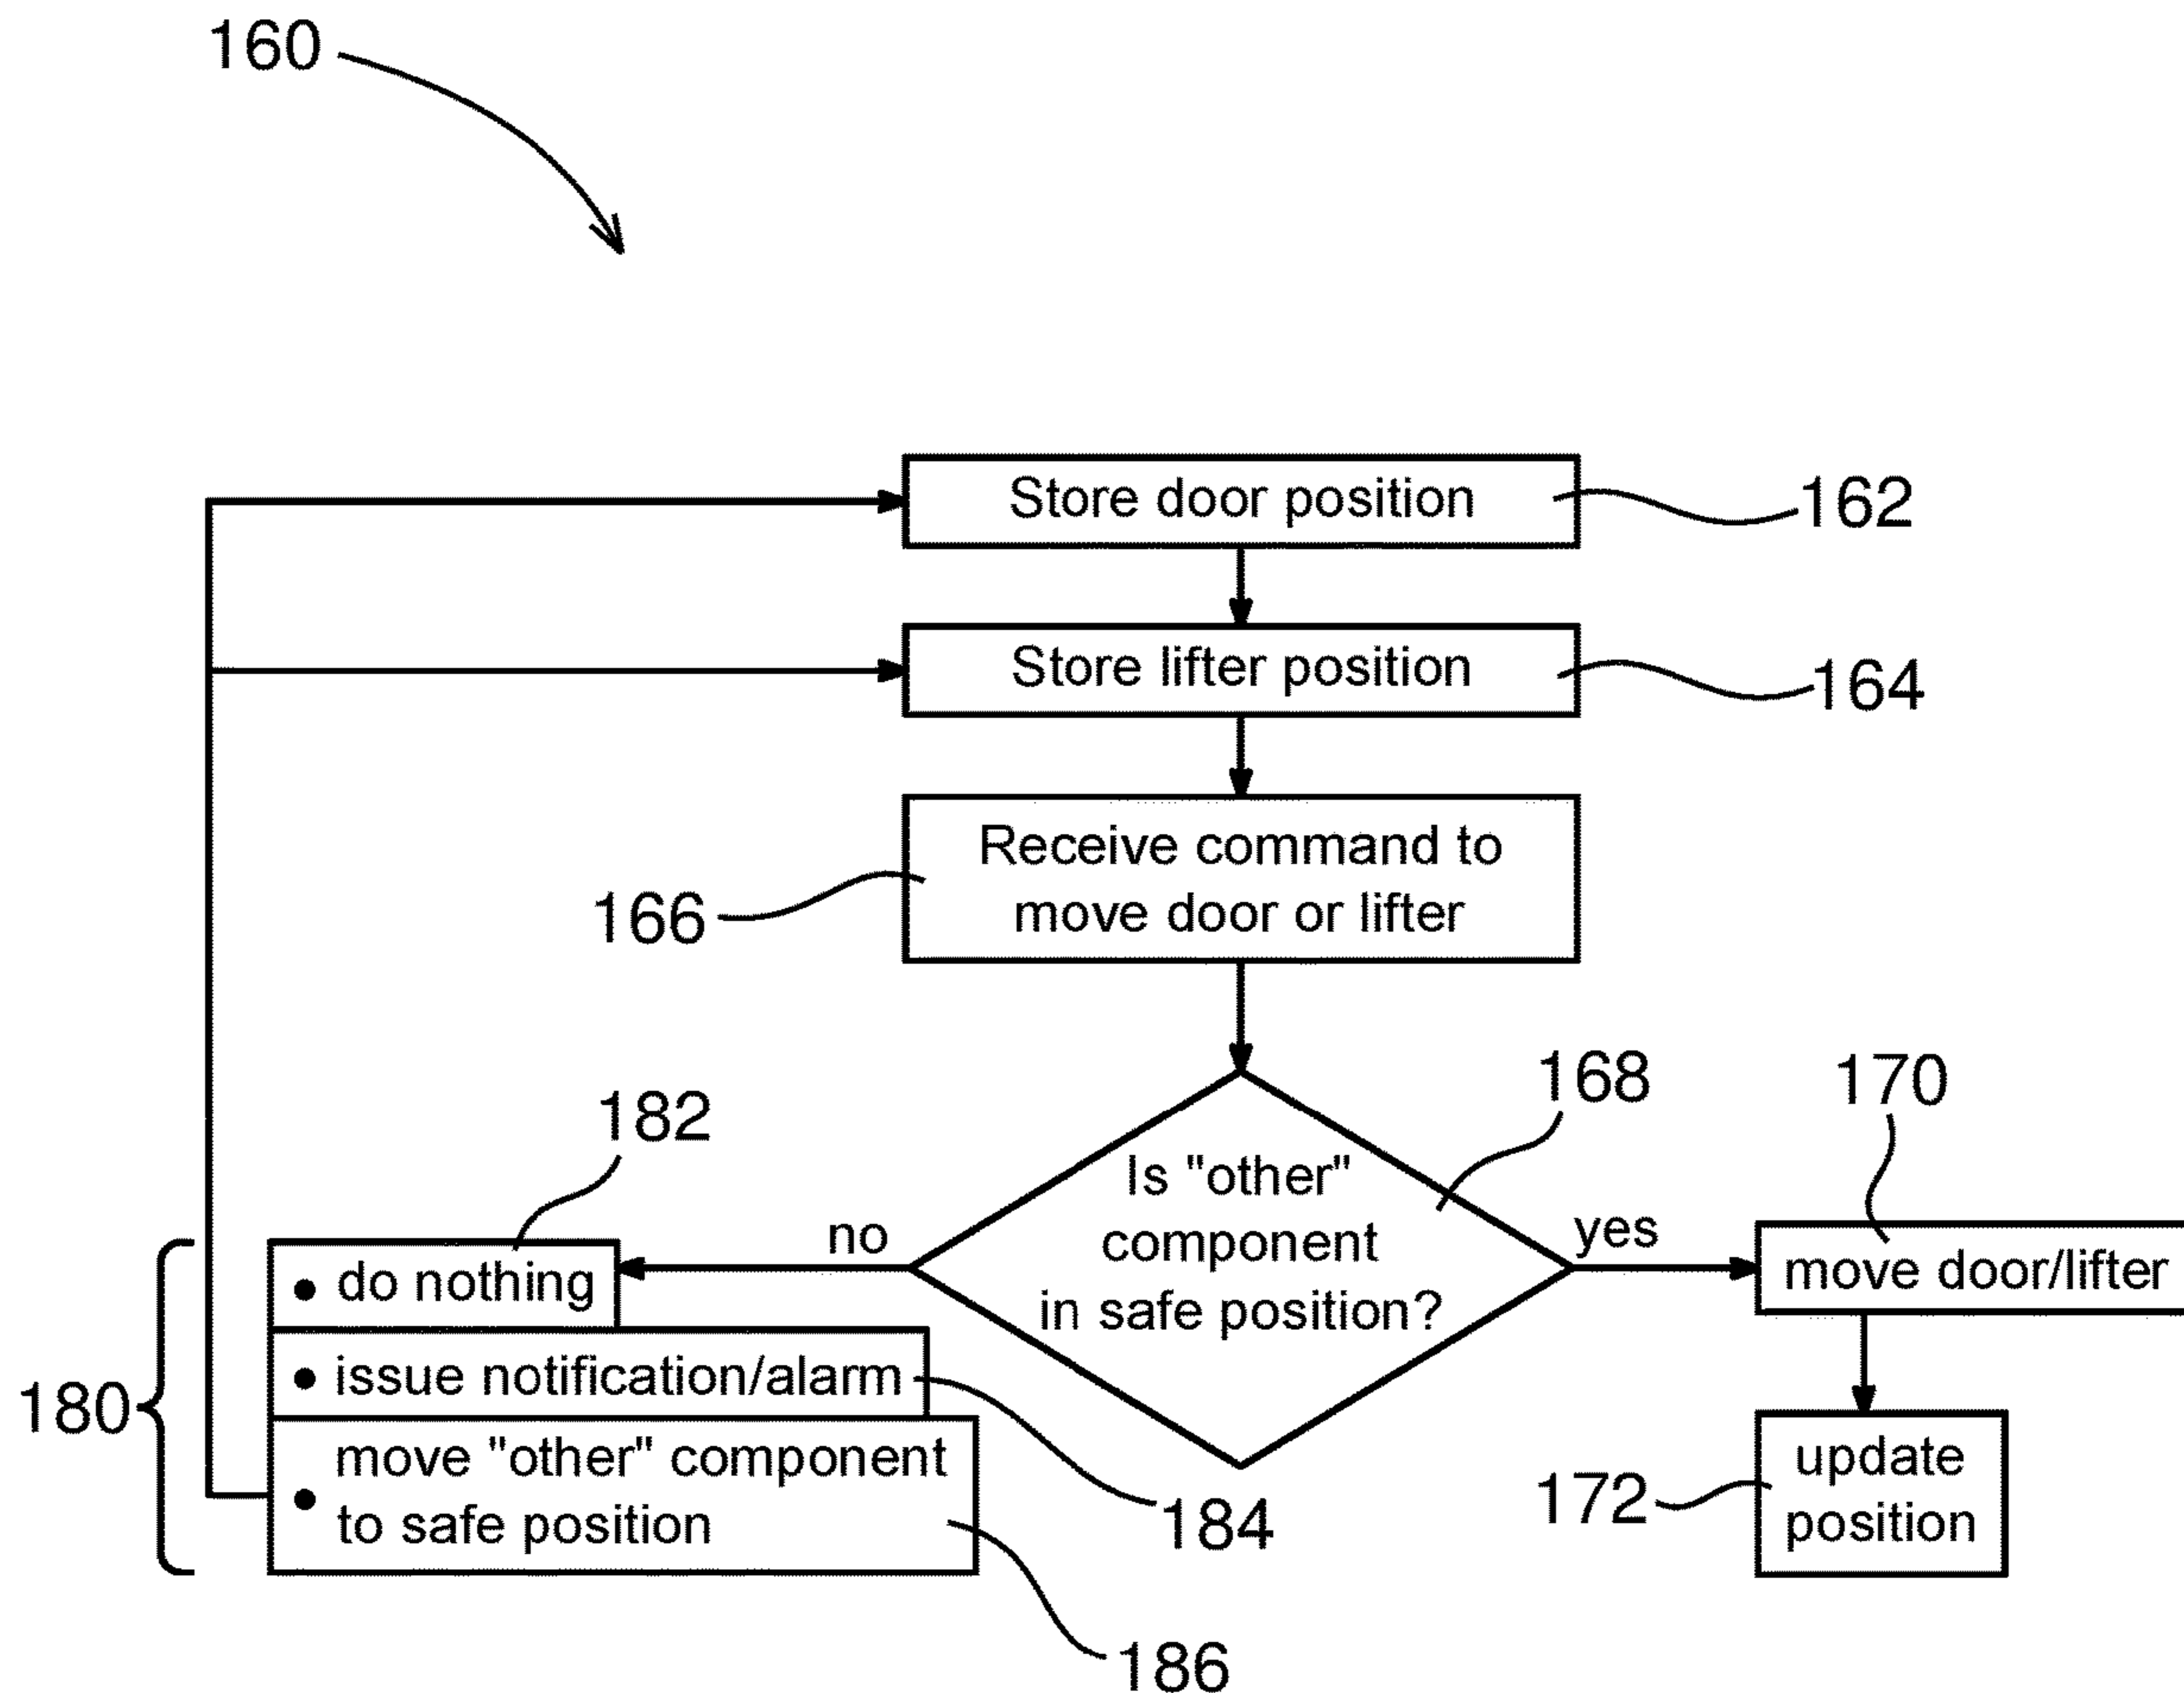 160
Store door position
162
Store lifter position
164
Receive command to
move door or lifter
166
168
170
182
Is "other"
component
in safe position?
no
yes
move door/lifter
180
• do nothing
• issue notification/alarm
• move "other" component
to safe position
184
186
172
update
position